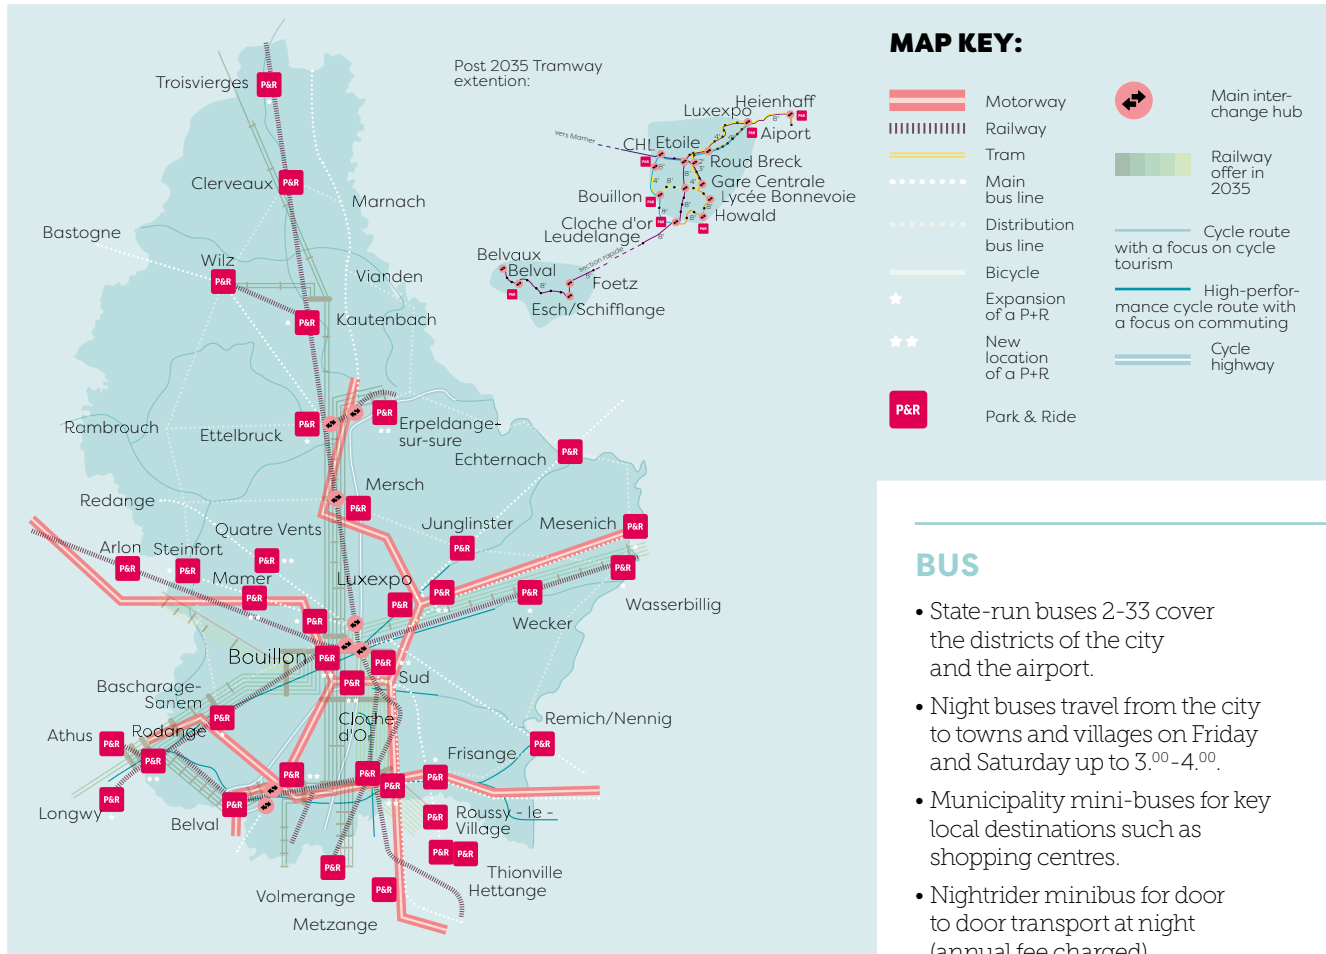 Post 2035 Tramway
extention:
Troisvierges
P&R
Clerveaux
P&R
Marnach
Bastogne
Wilz
P&R
Vianden
P&R
Kautenbach
Rambrouch
Ettelbruck
P&R
P&R
Erpeldange-
sur-sure
Echternach
P&R
Redange
Mersch
P&R
Quatre Vents
P&R
Junglinster
P&R
Mesenich
P&R
Arlon
P&R
Steinfort
P&R
Mamer
P&R
Luxexpo
P&R
P&R
P&R
Wecker
P&R
Wasserbillig
P&R
Bouillon
P&R
P&R
Sud
P&R
Cloche
d'Or
Bascharage-
Sanem
P&R
Athus
P&R
Rodange
P&R
Longwy
P&R
Belval
P&R
P&R
P&R
P&R
Frisange
P&R
Remich/Nennig
P&R
P&R
Roussy - le -
Village
P&R
P&R
Thionville
Hettange
Volmerange
P&R
Metzange
P&R
Heienhaff
Luxexpo
Aiport
vers Mamer
CHL
Etoile
Roud Breck
Gare Centrale
Bouillon
Lycée Bonnevoie
Howald
Cloche d'or
Leudelange
section rapide
Belvaux
Belval
Foetz
Esch/Schifflange
MAP KEY:
Motorway
Railway
Tram
Main
bus line
Distribution
bus line
Bicycle
Expansion
of a P+R
New
location
of a P+R
P&R
Park & Ride
Main inter-
change hub
Railway
offer in
2035
Cycle route
with a focus on cycle
tourism
High-perfor-
mance cycle route with
a focus on commuting
Cycle
highway
BUS
• State-run buses 2-33 cover
the districts of the city
and the airport.
• Night buses travel from the city
to towns and villages on Friday
and Saturday up to 3.00-4.00.
• Municipality mini-buses for key
local destinations such as
shopping centres.
• Nightrider minibus for door
to door transport at night
(annual fee charged)